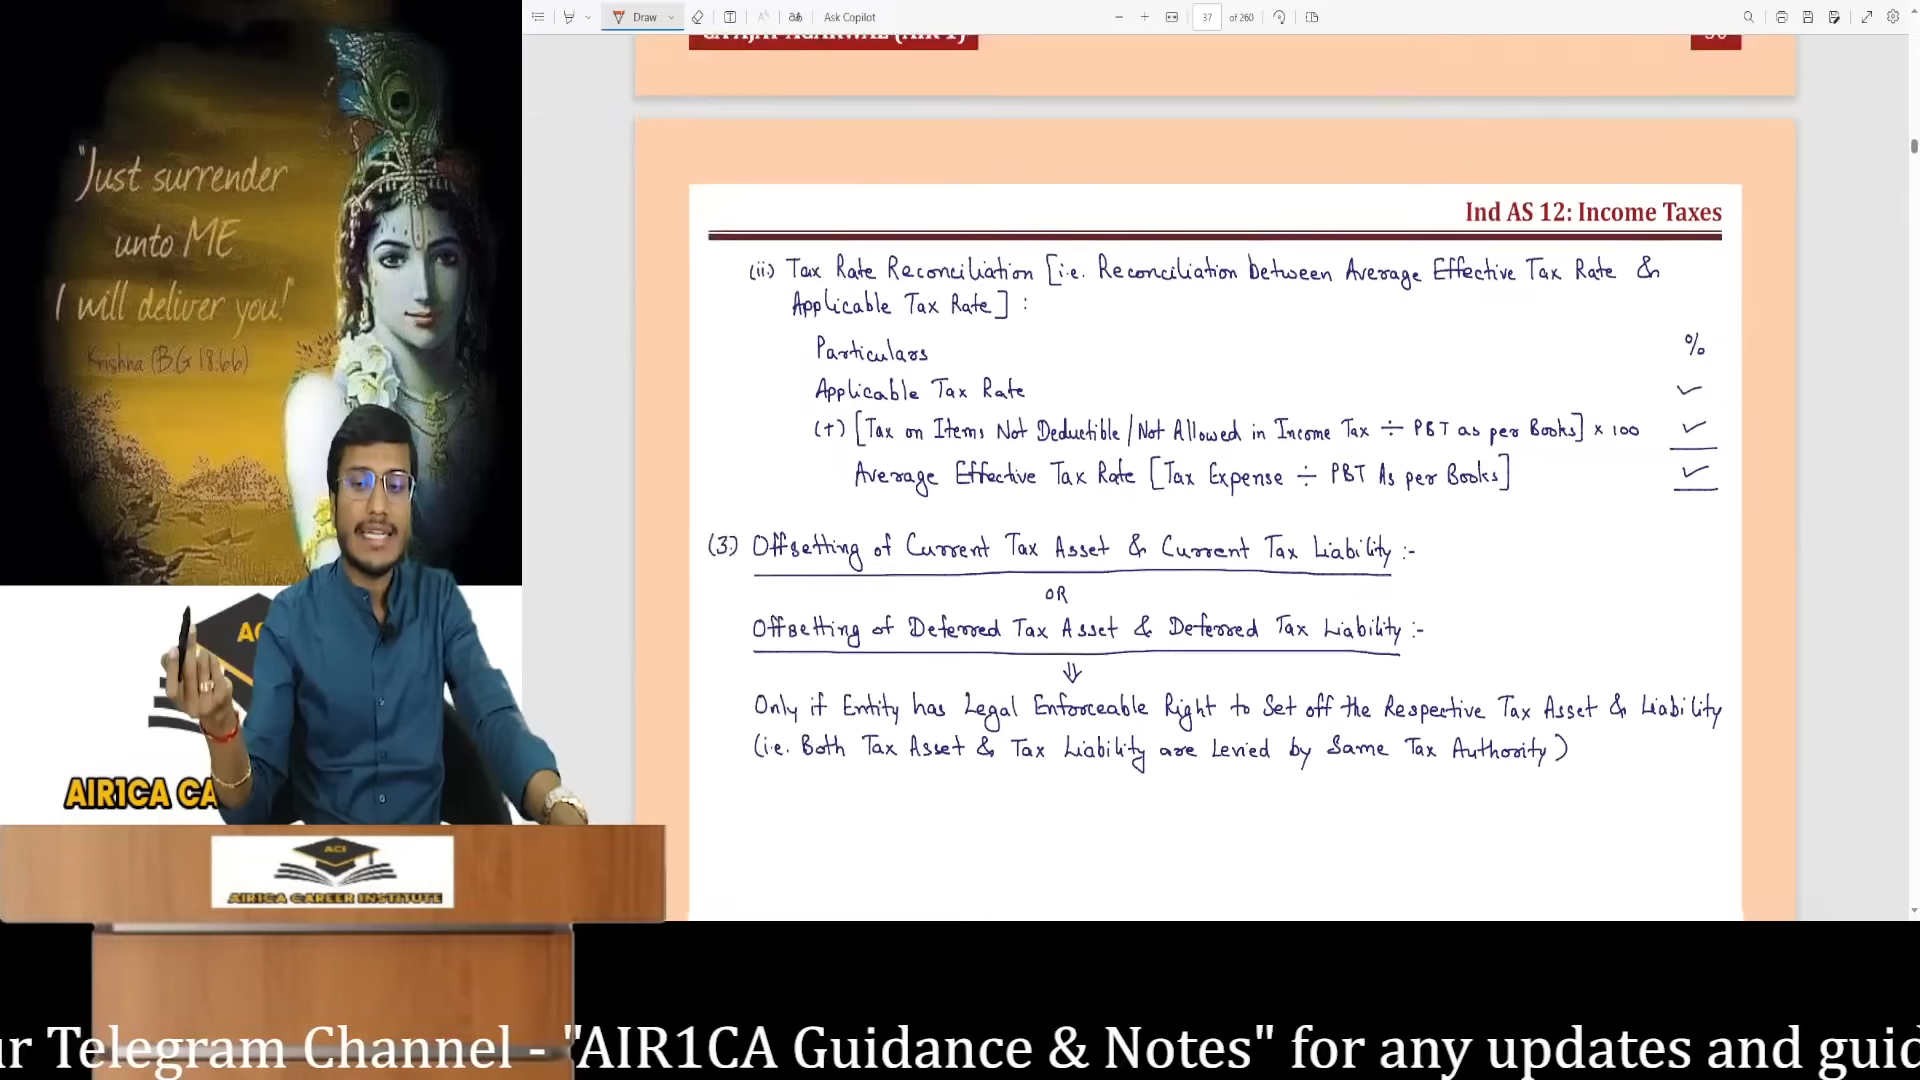 "Just surrender
unto ME
I will deliver you!"
Krishna (B.G 18.66)
AIR1CA CA
ACI
AIR1CA CAREER INSTITUTE
Draw
Ask Copilot
37 of 260
Ind AS 12: Income Taxes
(ii) Tax Rate Reconciliation [i.e. Reconciliation between Average Effective Tax Rate &
Applicable Tax Rate] :
Particulars %
Applicable Tax Rate ✓
(+) [Tax on Items Not Deductible/Not Allowed in Income Tax ÷ PBT as per Books] x 100 ✓
Average Effective Tax Rate [Tax Expense ÷ PBT As per Books] ✓
(3) Offsetting of Current Tax Asset & Current Tax Liability :-
OR
Offsetting of Deferred Tax Asset & Deferred Tax Liability :-
⇓
Only if Entity has Legal Enforceable Right to Set off the Respective Tax Asset & Liability
(i.e. Both Tax Asset & Tax Liability are Levied by Same Tax Authority)
ur Telegram Channel - "AIR1CA Guidance & Notes" for any updates and guid